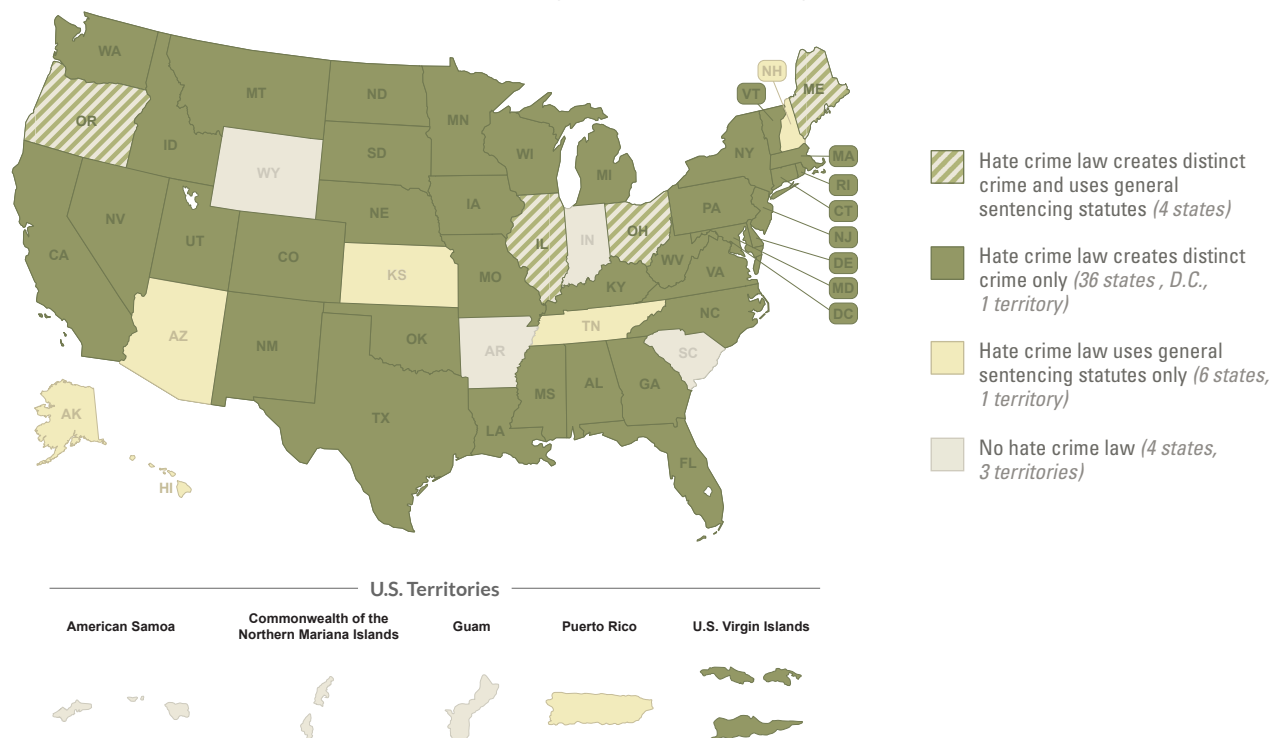 WA
MT
ND
MN
OR
ID
WY
SD
WI
MI
NY
VT
NH
ME
MA
RI
CT
NJ
DE
MD
DC
NV
UT
CO
NE
IA
IL
IN
OH
PA
CA
KS
MO
KY
WV
VA
AZ
NM
OK
AR
TN
NC
SC
TX
LA
MS
AL
GA
FL
AK
HI
Hate crime law creates distinct
crime and uses general
sentencing statutes (4 states)
Hate crime law creates distinct
crime only (36 states , D.C.,
1 territory)
Hate crime law uses general
sentencing statutes only (6 states,
1 territory)
No hate crime law (4 states,
3 territories)
U.S. Territories
American Samoa
Commonwealth of the
Northern Mariana Islands
Guam
Puerto Rico
U.S. Virgin Islands